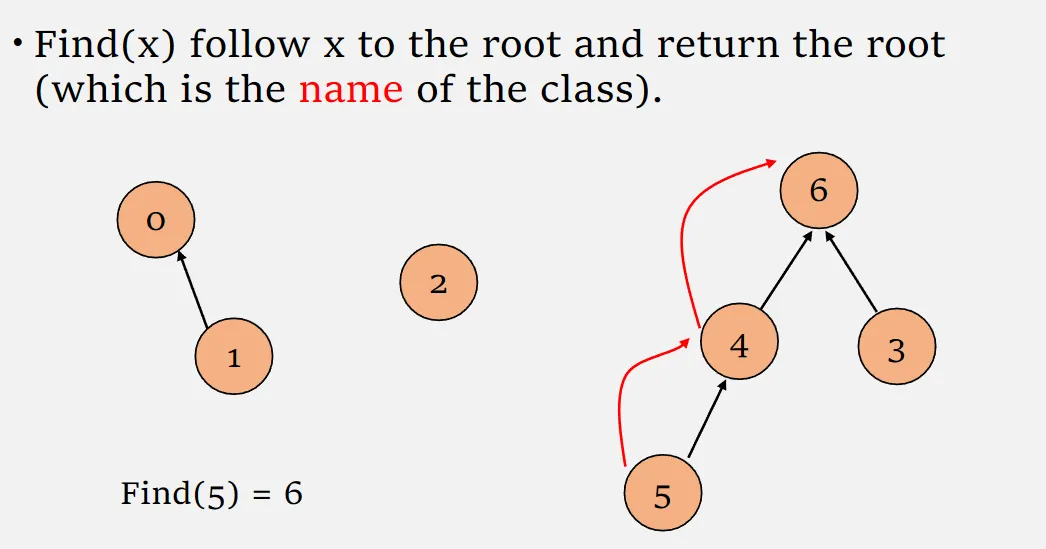 • Find(x) follow x to the root and return the root
(which is the name of the class).
6
0
2
4
3
1
5
Find(5) = 6